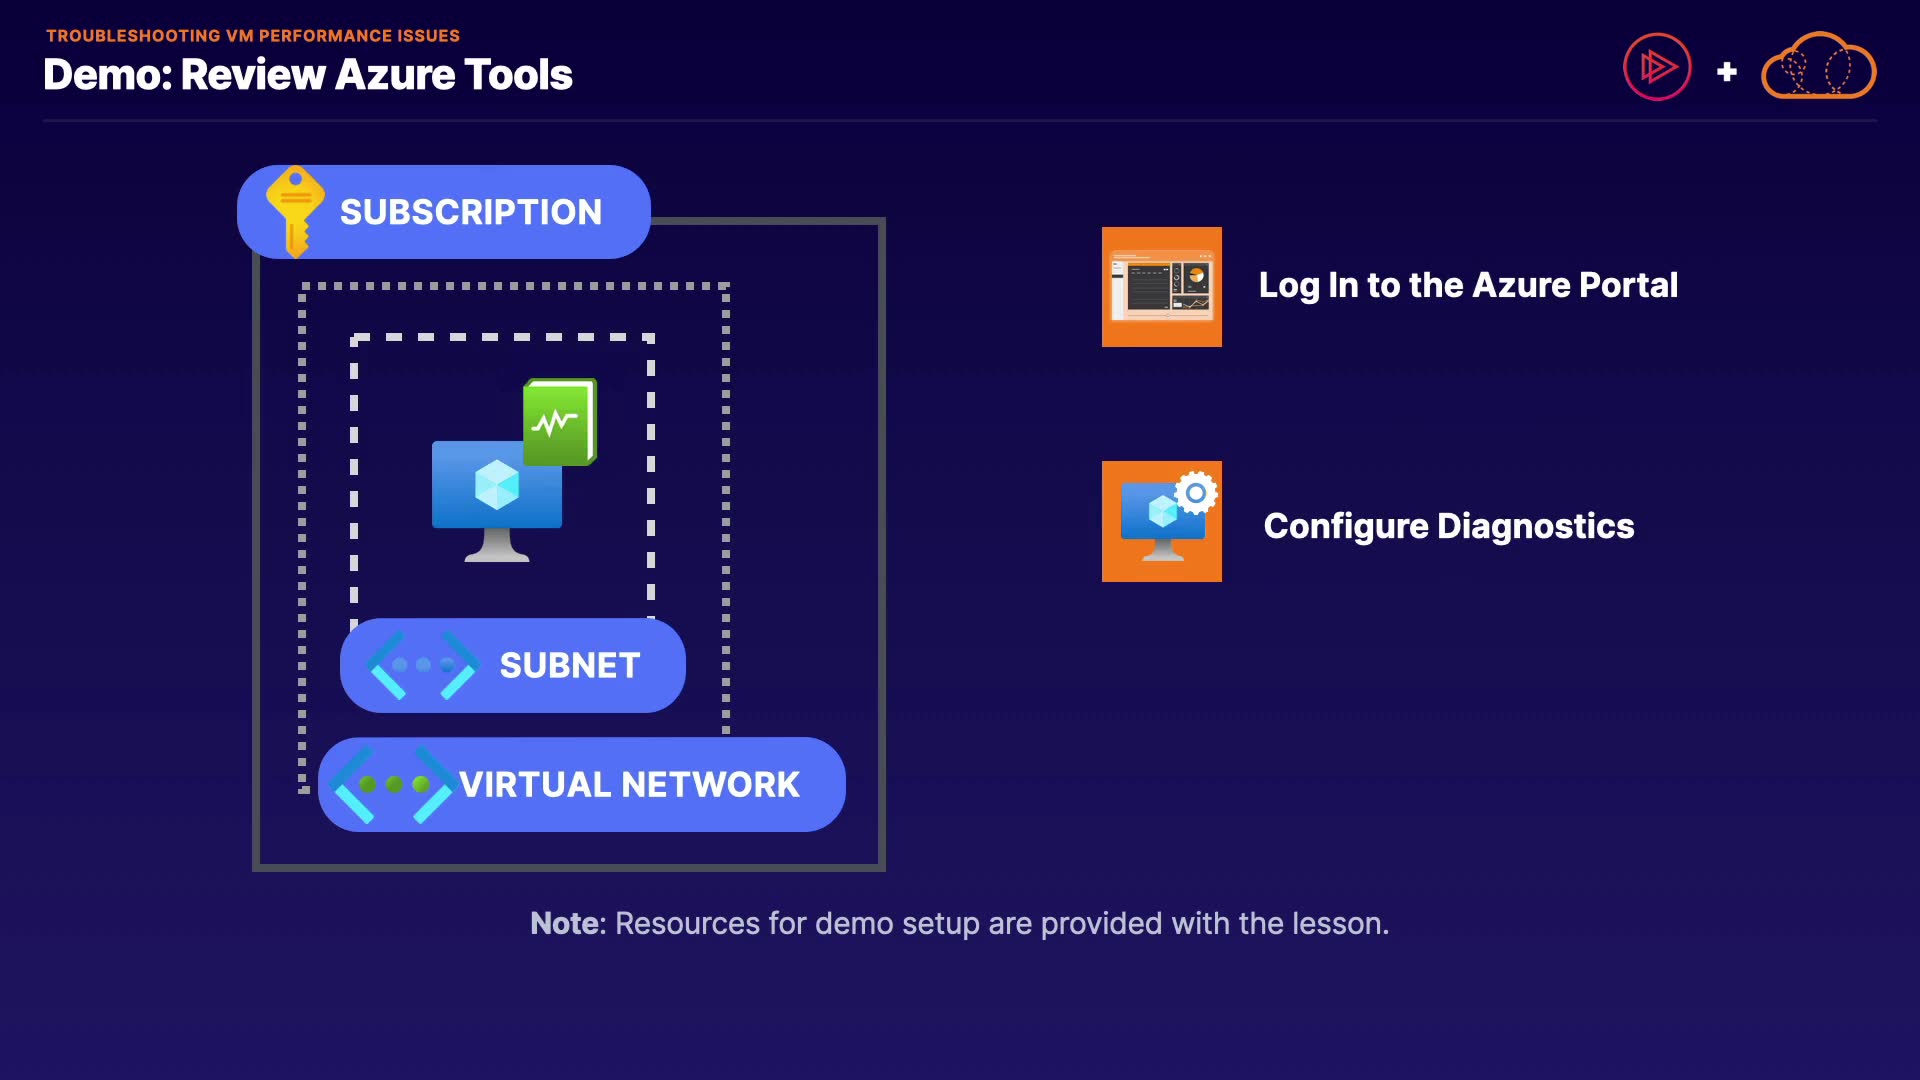 TROUBLESHOOTING VM PERFORMANCE ISSUES
Demo: Review Azure Tools
SUBSCRIPTION
SUBNET
VIRTUAL NETWORK
Log In to the Azure Portal
Configure Diagnostics
Note: Resources for demo setup are provided with the lesson.